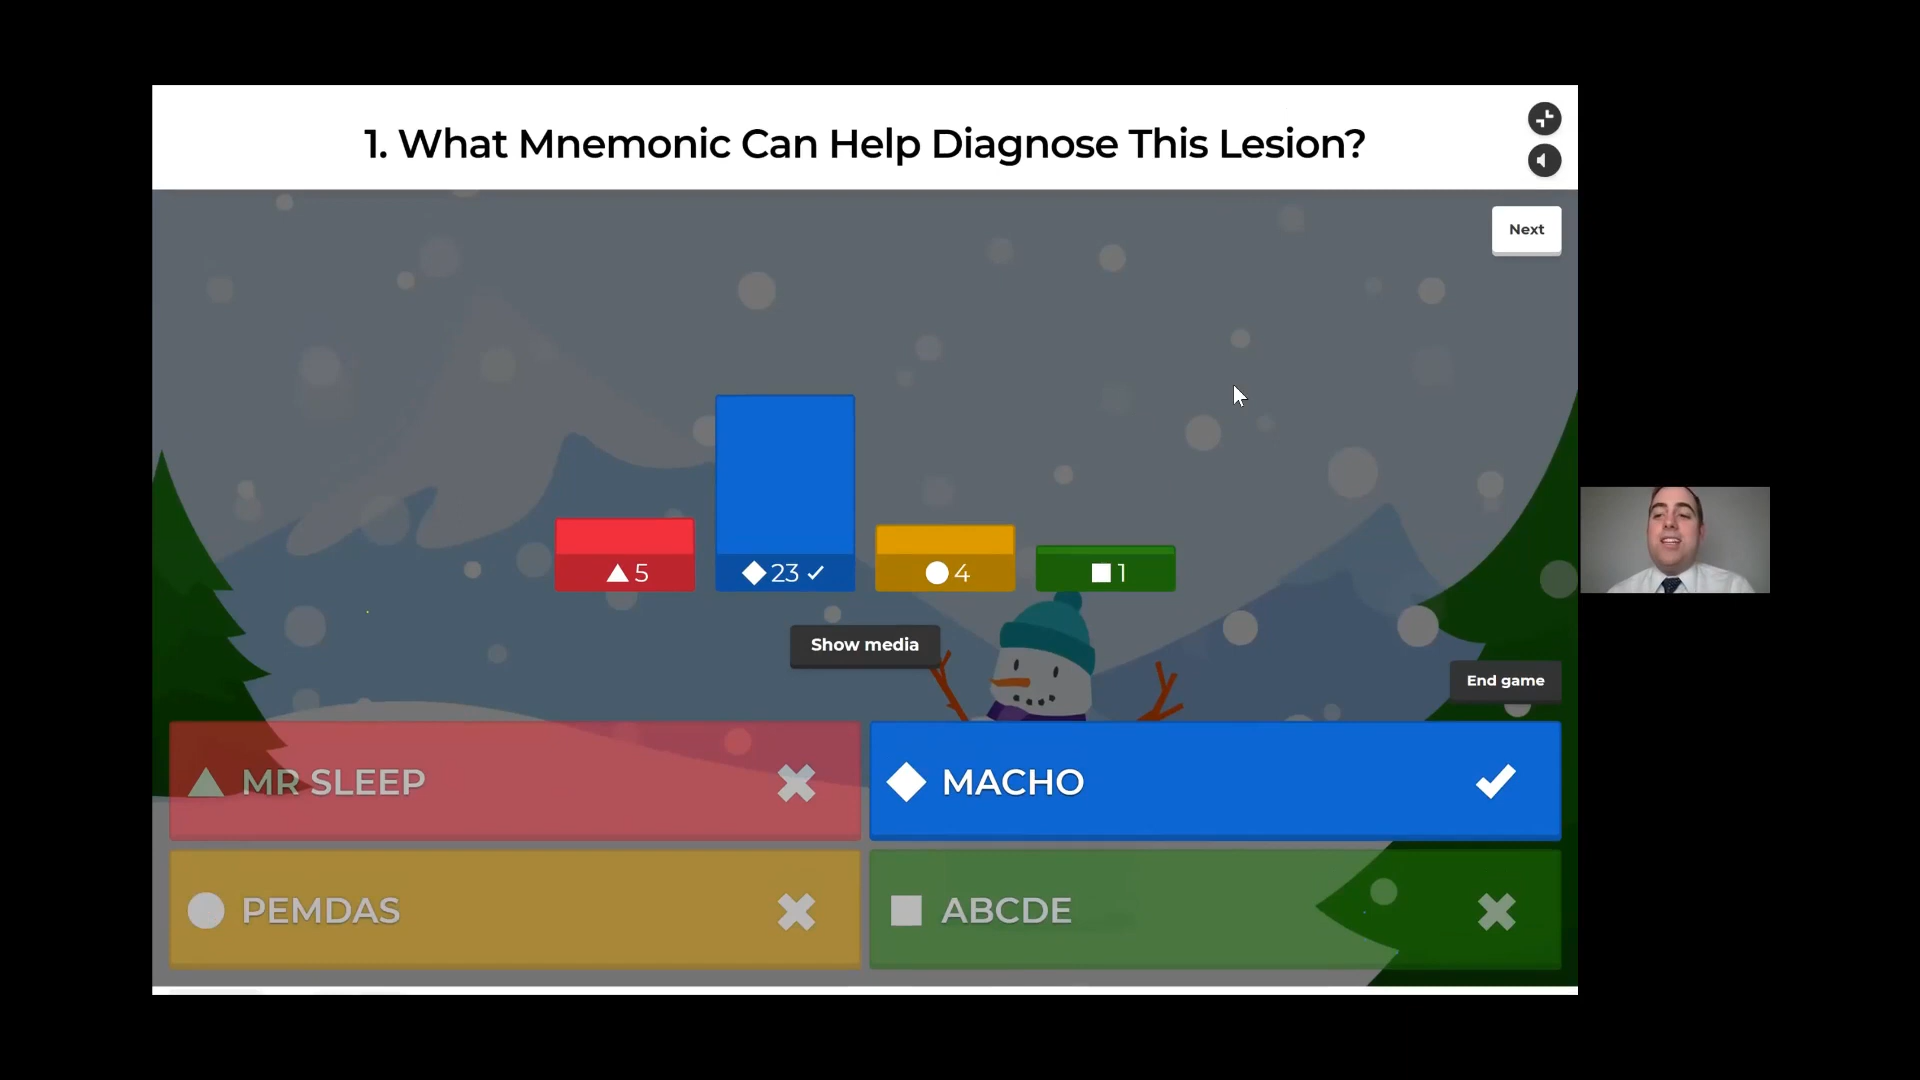 1. What Mnemonic Can Help Diagnose This Lesion?
Next
5
23
4
1
Show media
End game
MR SLEEP
MACHO
PEMDAS
ABCDE